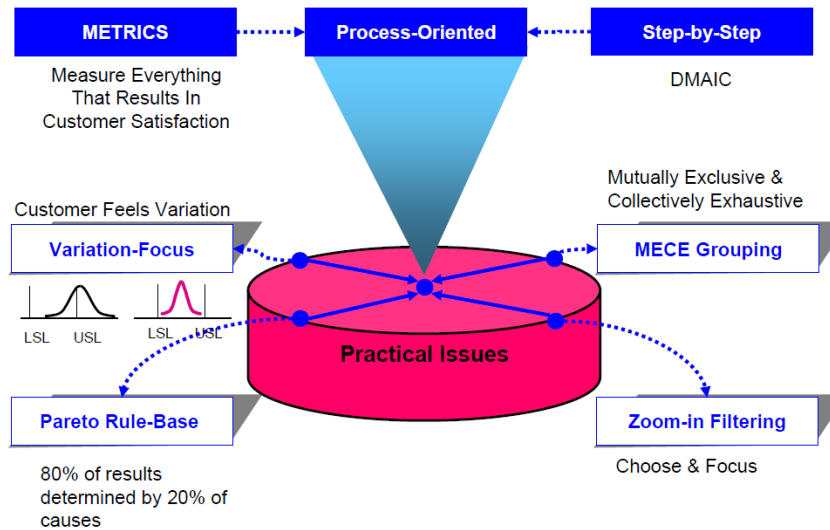 METRICS
Process-Oriented
Step-by-Step
Measure Everything
That Results In
Customer Satisfaction
DMAIC
Mutually Exclusive &
Collectively Exhaustive
Customer Feels Variation
Variation-Focus
MECE Grouping
LSL
USL
LSL
USL
Practical Issues
Pareto Rule-Base
Zoom-in Filtering
80% of results
determined by 20% of
causes
Choose & Focus